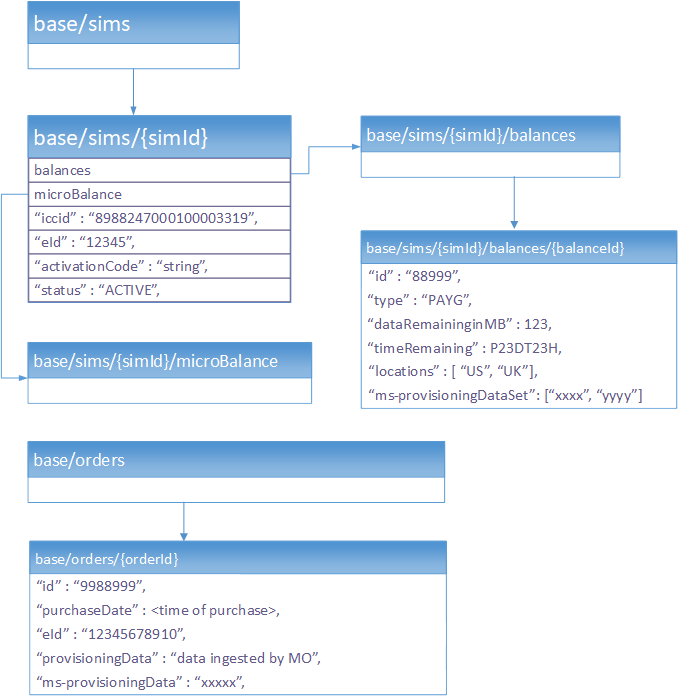 base/sims
base/sims/{simId}
balances
microBalance
“iccid” : “8988247000100003319”,
“eId” : “12345”,
“activationCode” : “string”,
“status” : “ACTIVE”,
base/sims/{simId}/balances
base/sims/{simId}/balances/{balanceId}
“id” : “88999”,
“type” : “PAYG”,
“dataRemaininginMB” : 123,
“timeRemaining” : P23DT23H,
“locations” : [ “US”, “UK”],
“ms-provisioningDataSet”: [“xxxx”, “yyyy”]
base/sims/{simId}/microBalance
base/orders
base/orders/{orderId}
“id” : “9988999”,
“purchaseDate” : <time of purchase>,
“eId” : “12345678910”,
“provisioningData” : “data ingested by MO”,
“ms-provisioningData” : “xxxxx”,